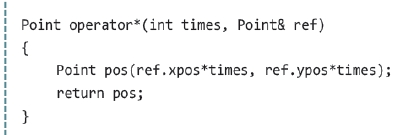 Point operator*(int times, Point& ref)
{
    Point pos(ref.xpos*times, ref.ypos*times);
    return pos;
}